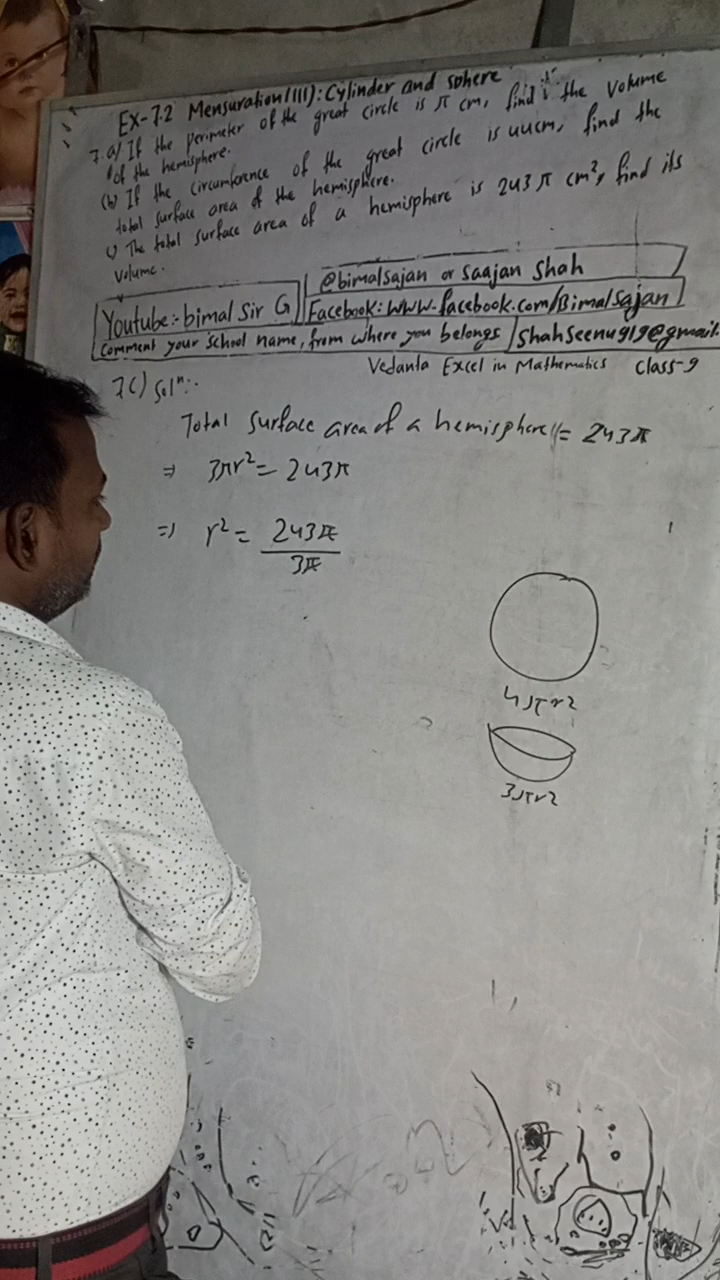 EX-7.2 Mensuration(III): Cylinder and sphere
7. a) If the perimeter of the great circle is π cm, find the volume
of the hemisphere.
(b) If the circumference of the great circle is 44cm, find the
total surface area of the hemisphere.
c) The total surface area of a hemisphere is 243π cm², find its
volume.
@bimalsajan or saajan shah
Youtube:- bimal sir G
Facebook: www.facebook.com/Bimalsajan
Comment your school name, from where you belongs
shahseenu919@gmail.
Vedanta Excel in Mathematics class-9
7c) Solⁿ:-
Total surface area of a hemisphere = 243π
⇒ 3πr² = 243π
⇒ r² = 243π / 3π
4πr²
3πr²